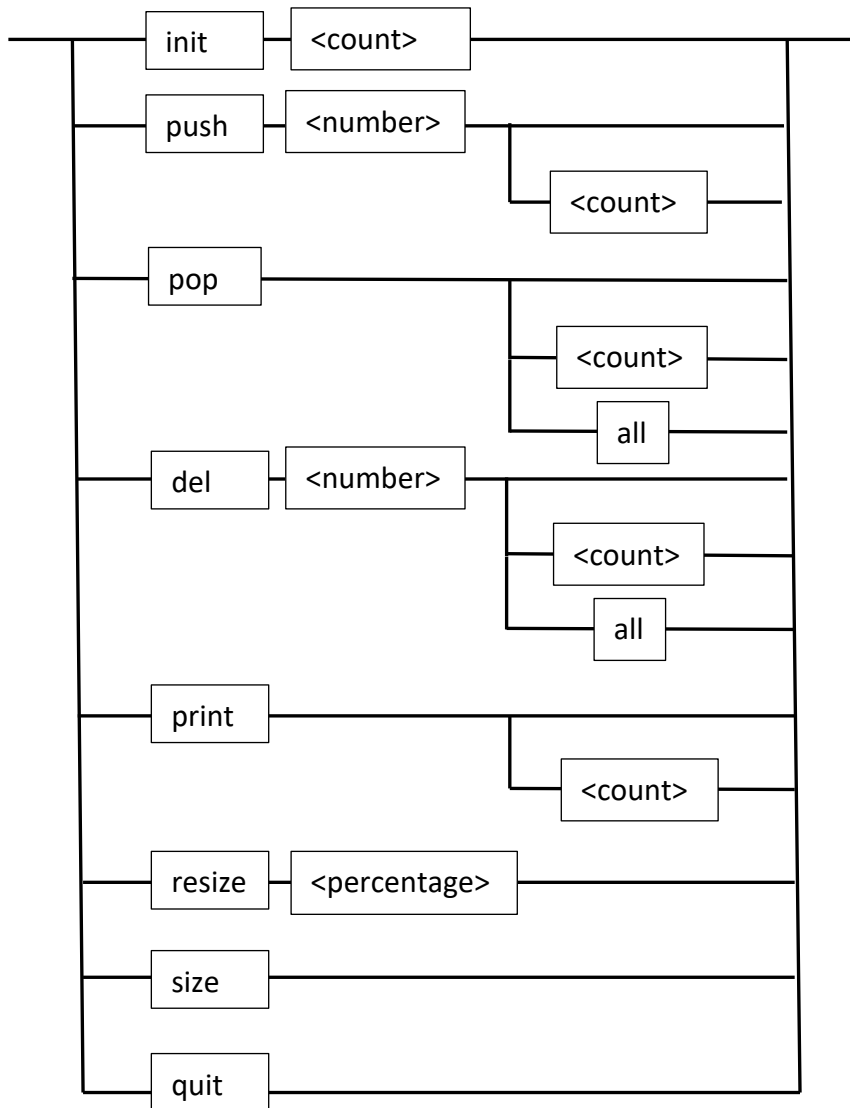 init <count>
push <number>
<count>
pop
<count>
all
del <number>
<count>
all
print
<count>
resize <percentage>
size
quit